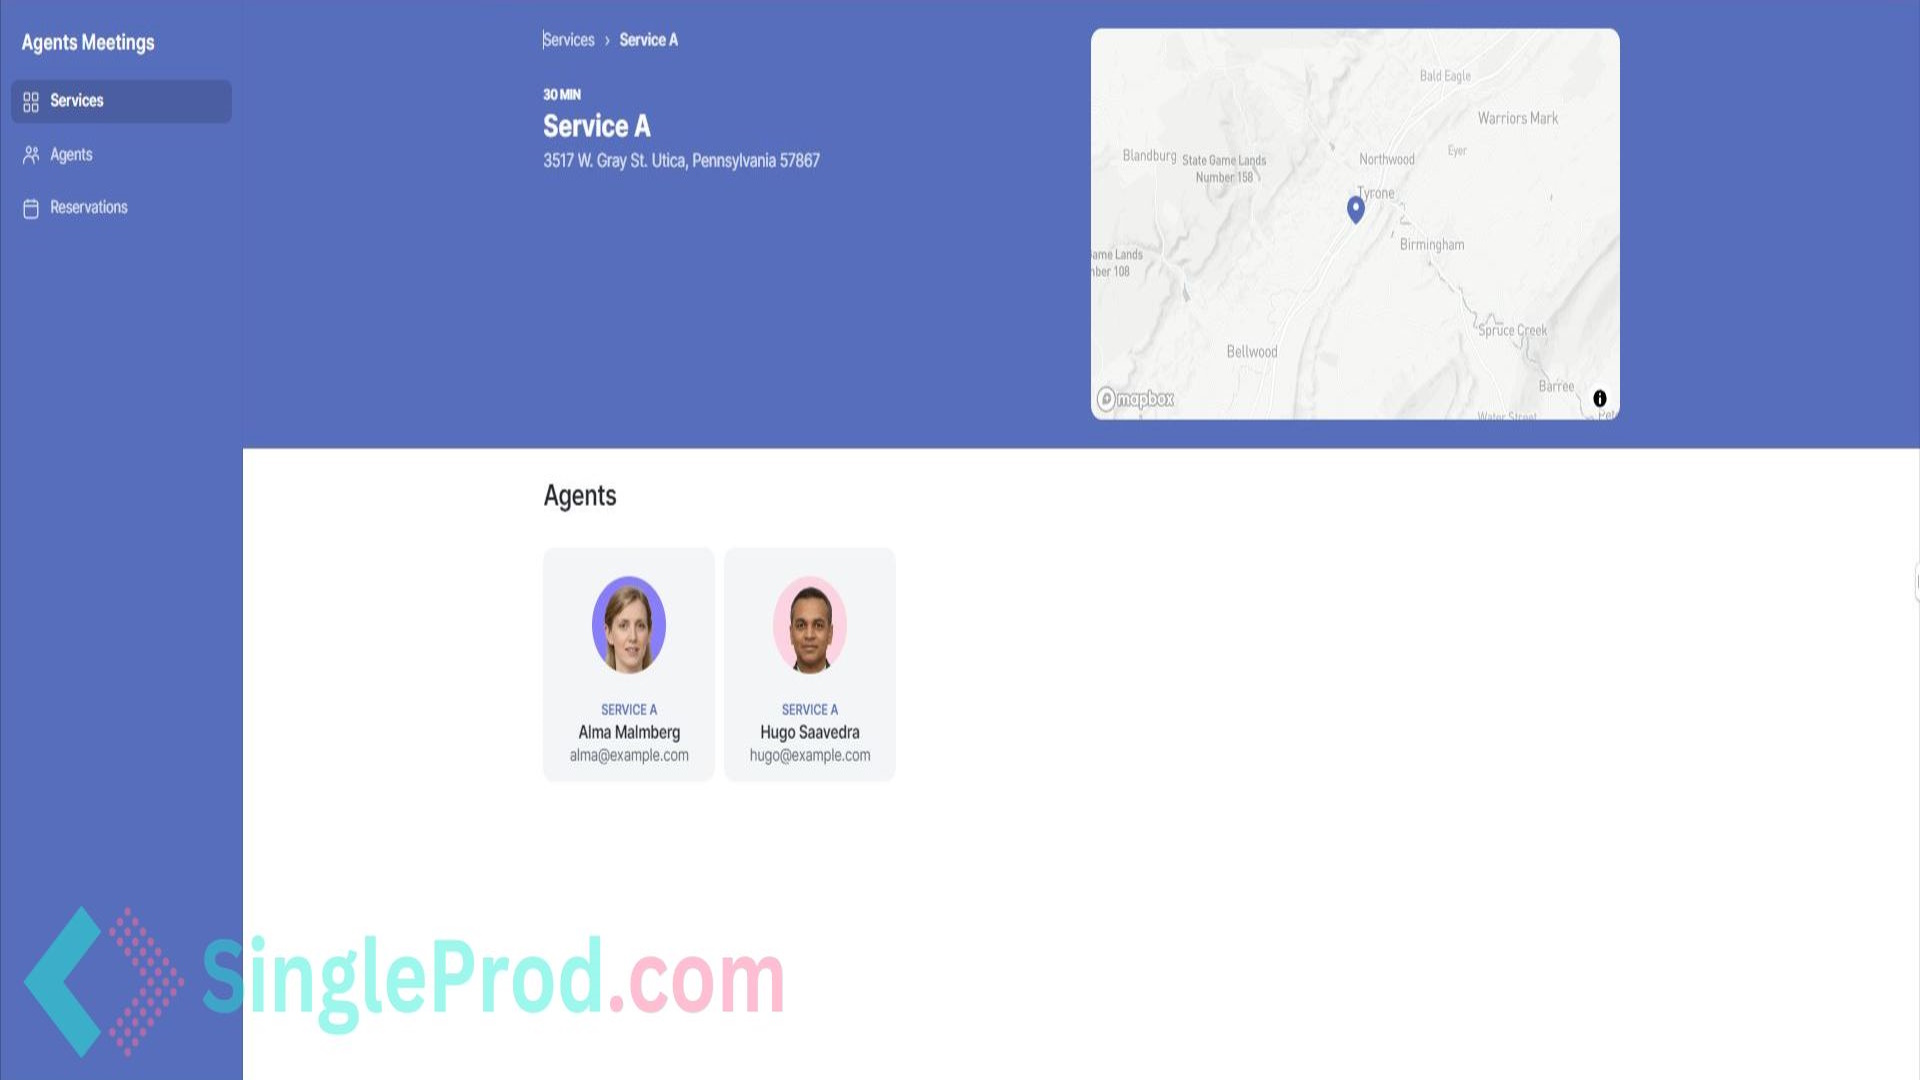 Agents Meetings
Services
Agents
Reservations
Services › Service A
30 MIN
Service A
3517 W. Gray St. Utica, Pennsylvania 57867
Bald Eagle
Warriors Mark
Blandburg
State Game Lands
Number 158
Northwood
Eyer
Tyrone
Birmingham
ame Lands
ber 108
Spruce Creek
Bellwood
Barree
Water Street
Pet
mapbox
Agents
SERVICE A
Alma Malmberg
alma@example.com
SERVICE A
Hugo Saavedra
hugo@example.com
SingleProd.com